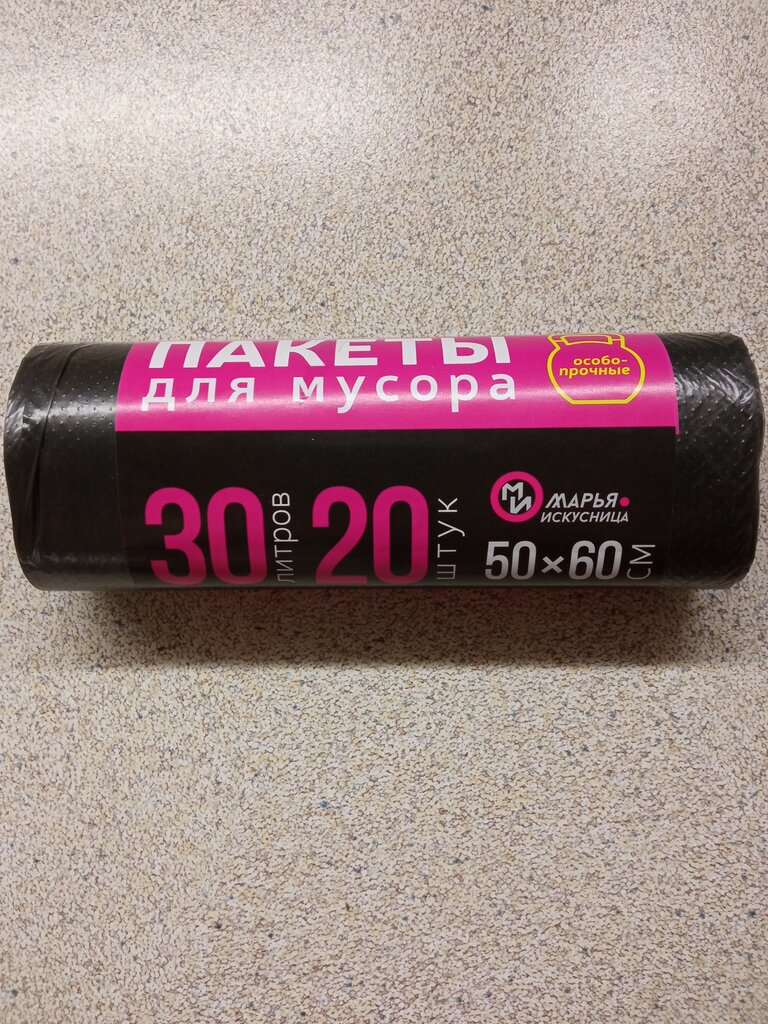 ПАКЕТЫ
для мусора
особо-
прочные
30 литров 20 штук
МИ
МАРЬЯ
ИСКУСНИЦА
50×60 СМ